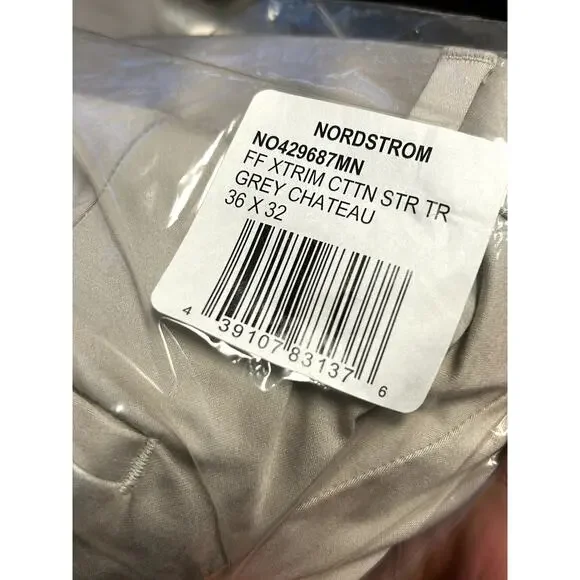 NORDSTROM
NO429687MN
FF XTRIM CTTN STR TR
GREY CHATEAU
36 X 32
4 39107 83137 6